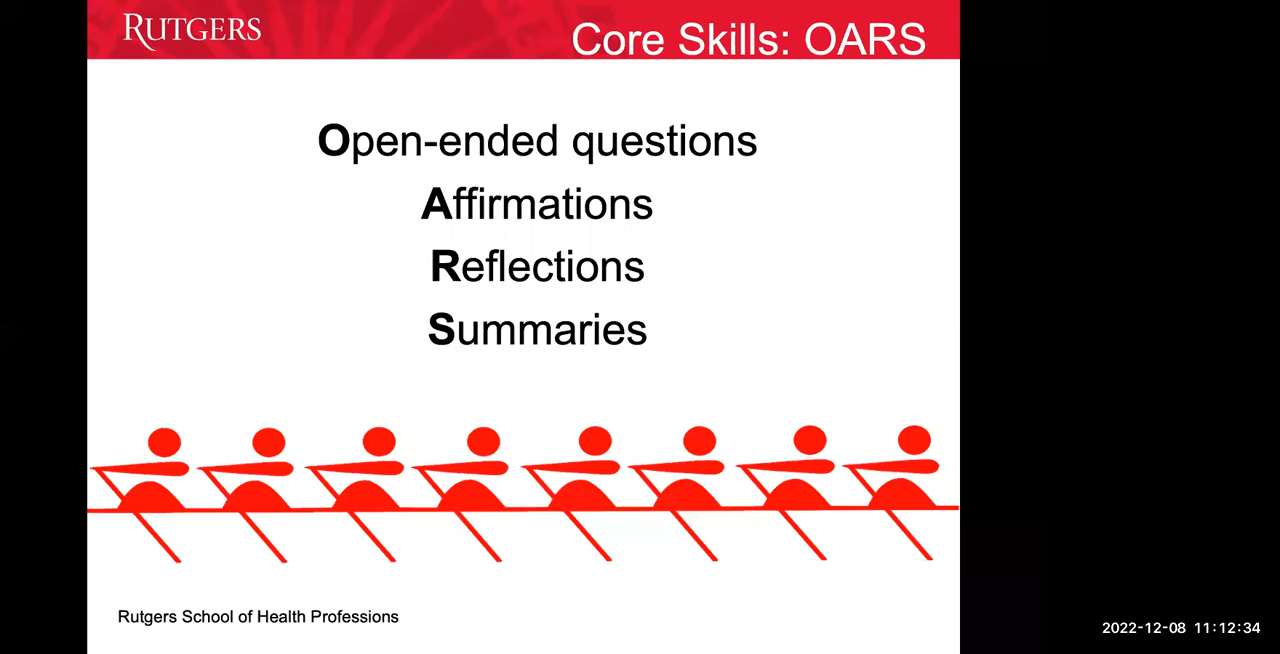 RUTGERS
Core Skills: OARS
Open-ended questions
Affirmations
Reflections
Summaries
Rutgers School of Health Professions
2022-12-08 11:12:34